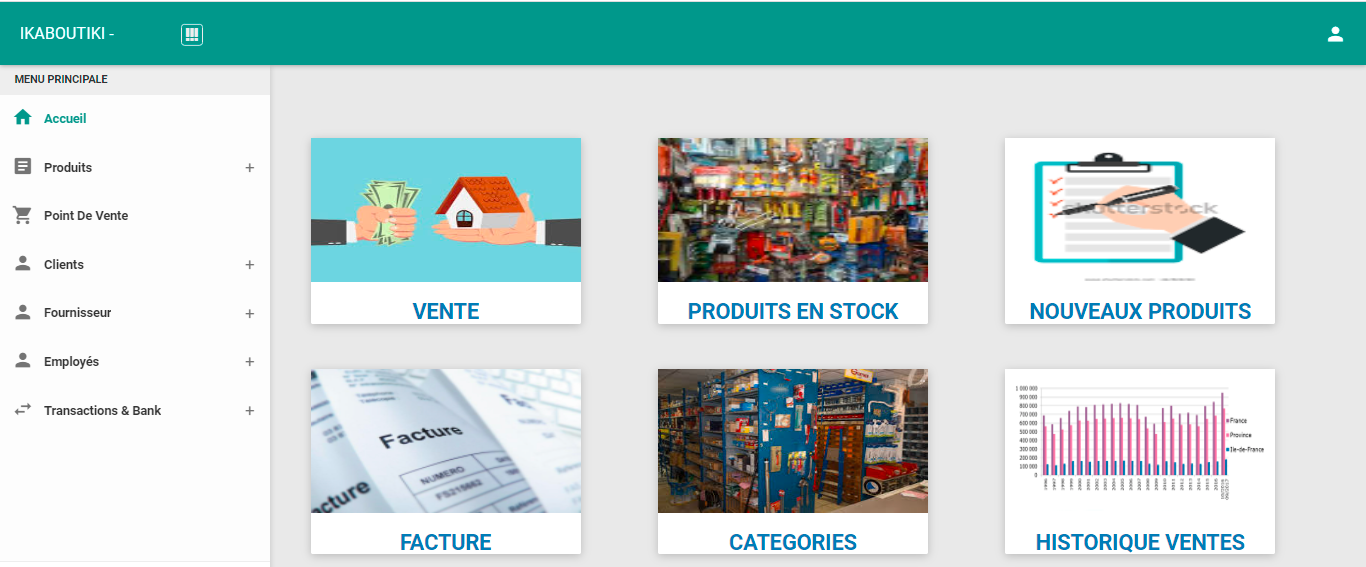 IKABOUTIKI -
MENU PRINCIPALE
Accueil
Produits +
Point De Vente
Clients +
Fournisseur +
Employés +
Transactions & Bank +
shutterstock
VENTE
PRODUITS EN STOCK
NOUVEAUX PRODUITS
Facture
NUMERO
FS215662
acture
1 000 000
900 000
800 000
700 000
600 000
500 000
400 000
300 000
200 000
100 000
0
France
Province
Ile-de-France
FACTURE
CATEGORIES
HISTORIQUE VENTES